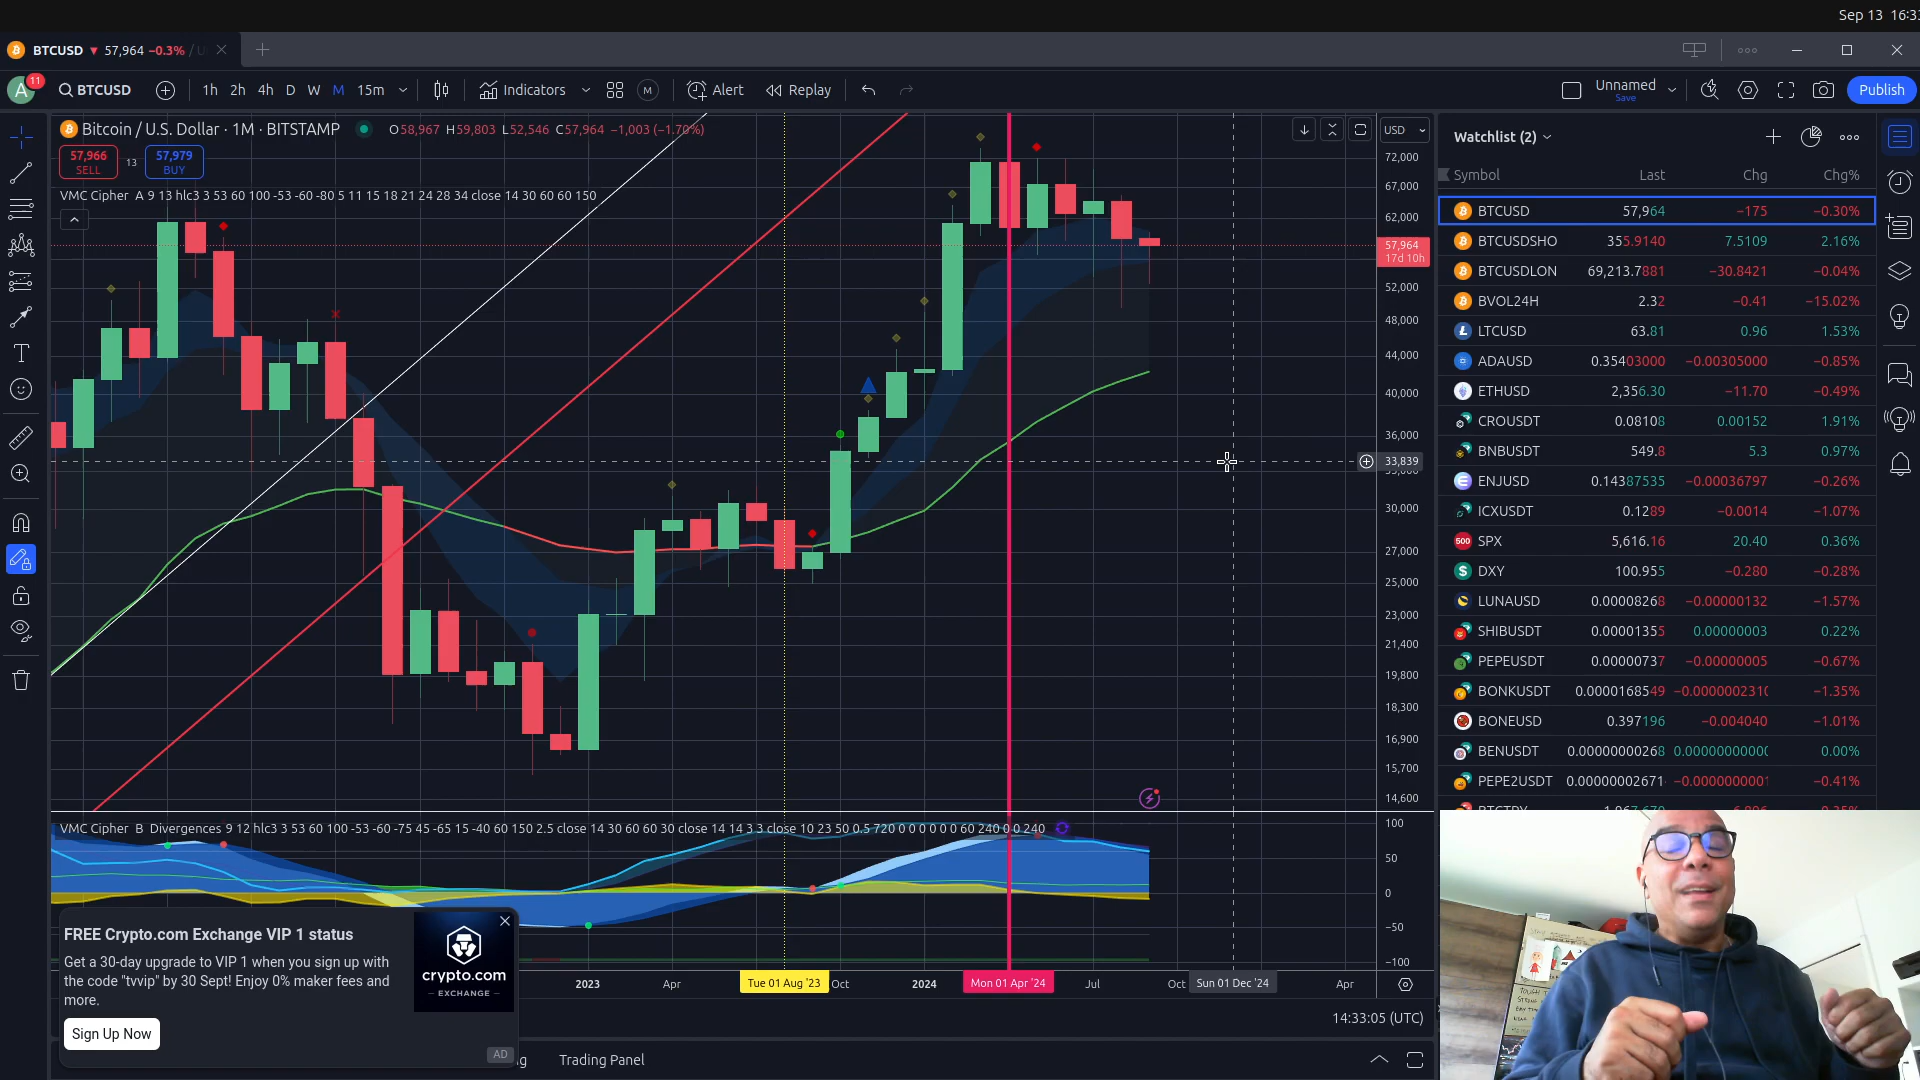 Sep 13 16:33
BTCUSD ▼ 57,964 −0.3% / U
A 11 BTCUSD 1h 2h 4h D W M 15m Indicators M Alert Replay Unnamed Save Publish
Bitcoin / U.S. Dollar · 1M · BITSTAMP O58,967 H59,803 L52,546 C57,964 −1,003 (−1.70%)
57,966 SELL 13 57,979 BUY
VMC Cipher A 9 13 hlc3 3 53 60 100 -53 -60 -80 5 11 15 18 21 24 28 34 close 14 30 60 60 150
USD
72,000
67,000
62,000
57,964
17d 10h
52,000
48,000
44,000
40,000
36,000
33,839
30,000
27,000
25,000
23,000
21,400
19,800
18,300
16,900
15,700
14,600
VMC Cipher B Divergences 9 12 hlc3 3 53 60 100 -53 -60 -75 45 -65 15 -40 60 150 2.5 close 14 30 60 60 30 close 14 14 3 3 close 10 23 50 0.5 720 0 0 0 0 0 0 60 240 0 0 240
100
50
0
−50
−100
2023 Apr Tue 01 Aug '23 Oct 2024 Mon 01 Apr '24 Jul Oct Sun 01 Dec '24 Apr
14:33:05 (UTC)
Trading Panel
FREE Crypto.com Exchange VIP 1 status
Get a 30-day upgrade to VIP 1 when you sign up with
the code "tvvip" by 30 Sept! Enjoy 0% maker fees and
more.
Sign Up Now
AD
crypto.com
EXCHANGE
Watchlist (2)
Symbol Last Chg Chg%
BTCUSD 57,964 −175 −0.30%
BTCUSDSHO 355.9140 7.5109 2.16%
BTCUSDLON 69,213.7881 −30.8421 −0.04%
BVOL24H 2.32 −0.41 −15.02%
LTCUSD 63.81 0.96 1.53%
ADAUSD 0.35403000 −0.00305000 −0.85%
ETHUSD 2,356.30 −11.70 −0.49%
CROUSDT 0.08108 0.00152 1.91%
BNBUSDT 549.8 5.3 0.97%
ENJUSD 0.14387535 −0.00036797 −0.26%
ICXUSDT 0.1289 −0.0014 −1.07%
500 SPX 5,616.16 20.40 0.36%
DXY 100.955 −0.280 −0.28%
LUNAUSD 0.00008268 −0.00000132 −1.57%
SHIBUSDT 0.00001355 0.00000003 0.22%
PEPEUSDT 0.00000737 −0.00000005 −0.67%
BONKUSDT 0.0000168549 −0.000000231 −1.35%
BONEUSD 0.397196 −0.004040 −1.01%
BENUSDT 0.00000000268 0.0000000000 0.00%
PEPE2USDT 0.00000002671 −0.000000000 −0.41%